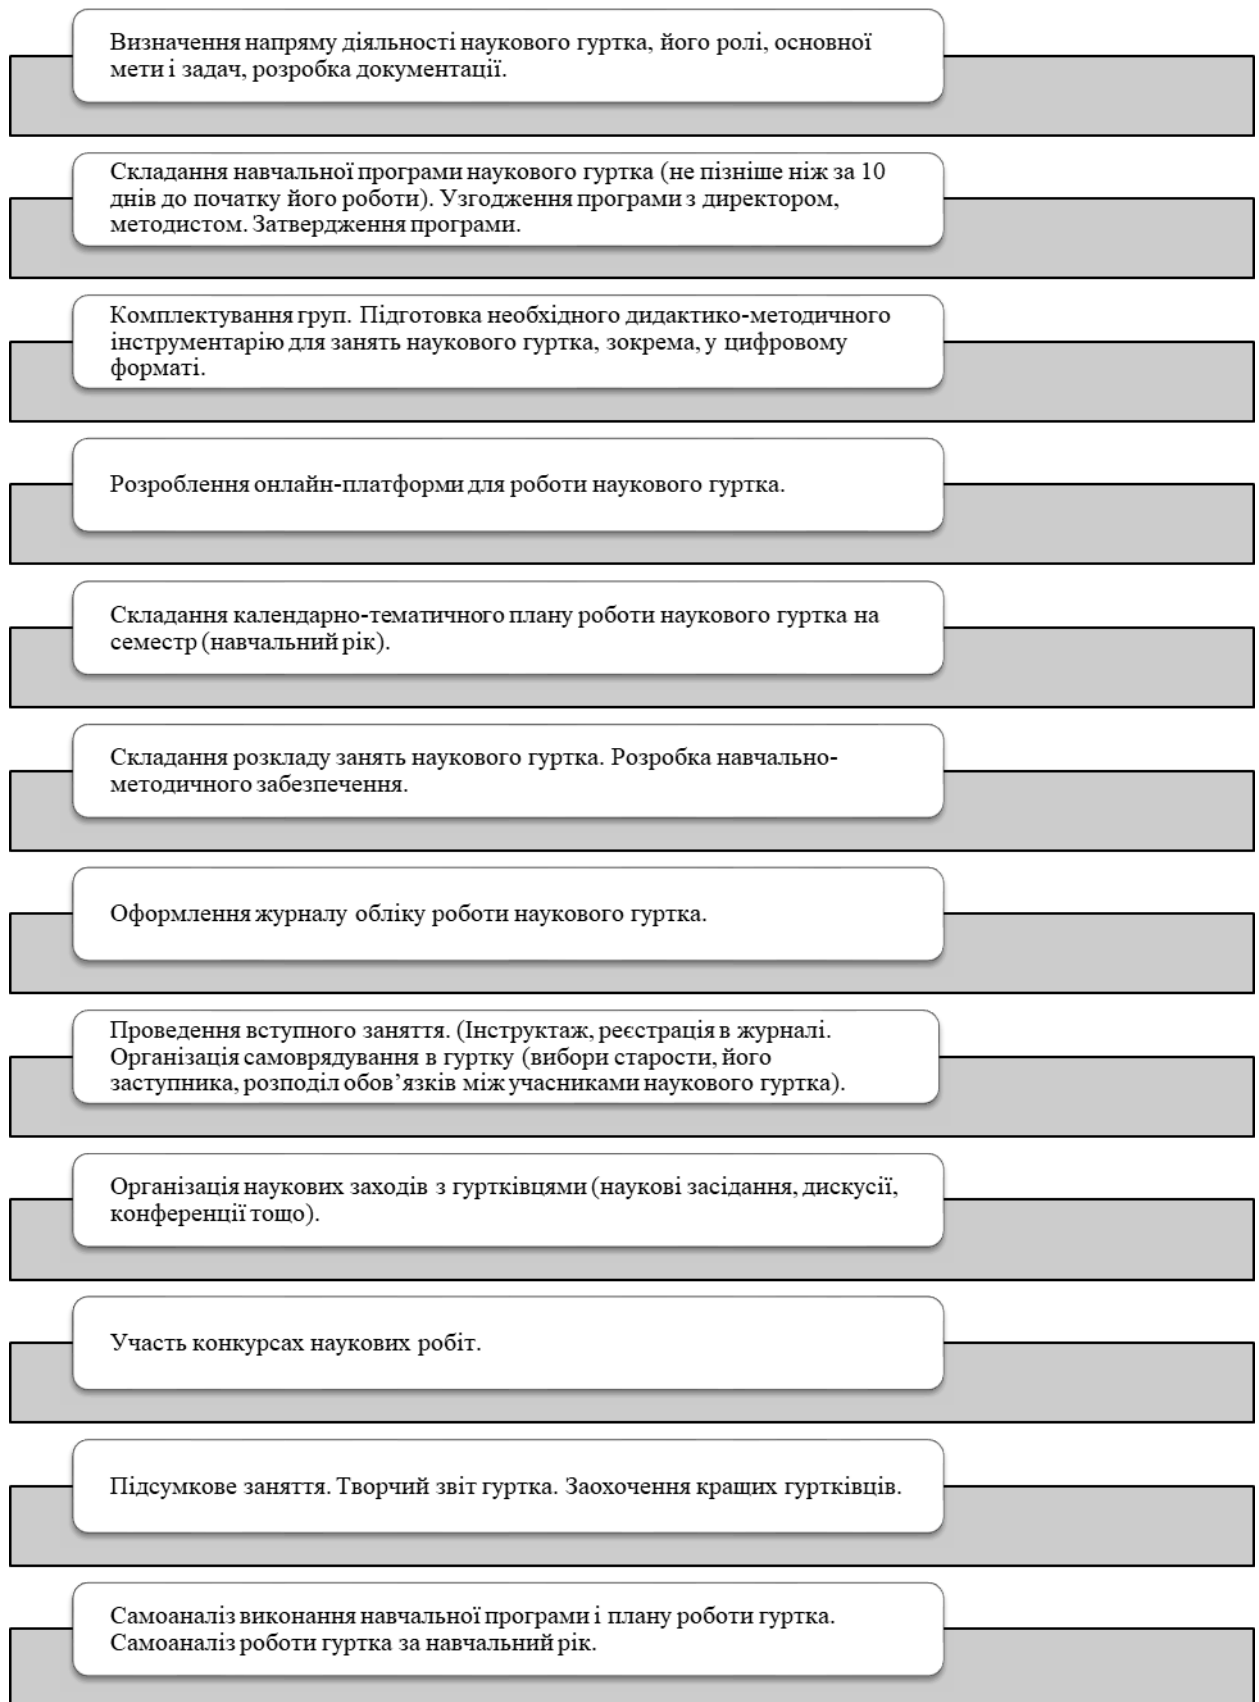 Визначення напряму діяльності наукового гуртка, його ролі, основної
мети і задач, розробка документації.
Складання навчальної програми наукового гуртка (не пізніше ніж за 10
днів до початку його роботи). Узгодження програми з директором,
методистом. Затвердження програми.
Комплектування груп. Підготовка необхідного дидактико-методичного
інструментарію для занять наукового гуртка, зокрема, у цифровому
форматі.
Розроблення онлайн-платформи для роботи наукового гуртка.
Складання календарно-тематичного плану роботи наукового гуртка на
семестр (навчальний рік).
Складання розкладу занять наукового гуртка. Розробка навчально-
методичного забезпечення.
Оформлення журналу обліку роботи наукового гуртка.
Проведення вступного заняття. (Інструктаж, реєстрація в журналі.
Організація самоврядування в гуртку (вибори старости, його
заступника, розподіл обов’язків між учасниками наукового гуртка).
Організація наукових заходів з гуртківцями (наукові засідання, дискусії,
конференції тощо).
Участь конкурсах наукових робіт.
Підсумкове заняття. Творчий звіт гуртка. Заохочення кращих гуртківців.
Самоаналіз виконання навчальної програми і плану роботи гуртка.
Самоаналіз роботи гуртка за навчальний рік.